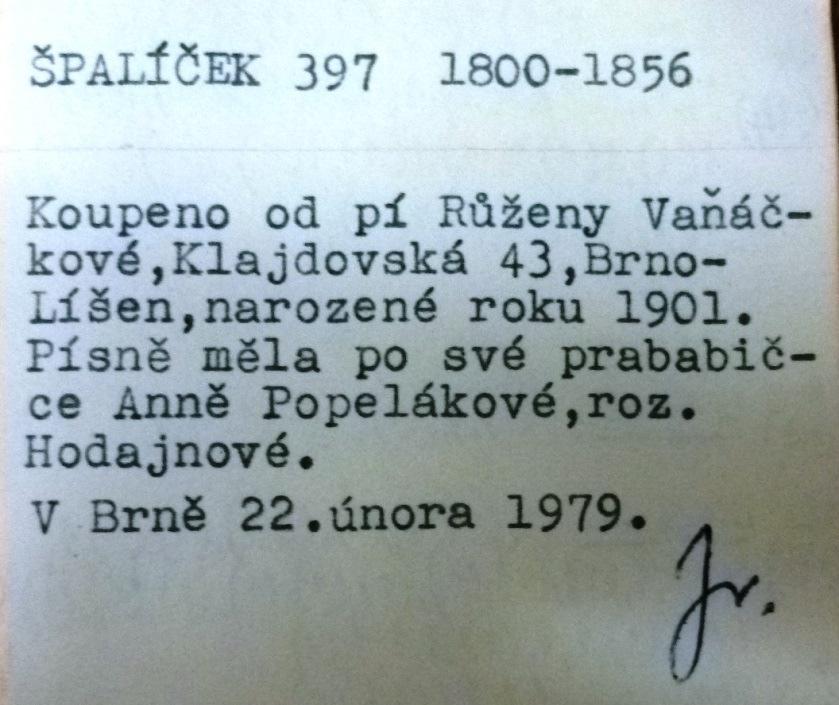 ŠPALÍČEK 397 1800-1856
Koupeno od pí Růženy Vaňáč-
kové,Klajdovská 43,Brno-
Líšen,narozené roku 1901.
Písně měla po své prababič-
ce Anně Popelákové,roz.
Hodajnové.
V Brně 22.února 1979.
Jr.